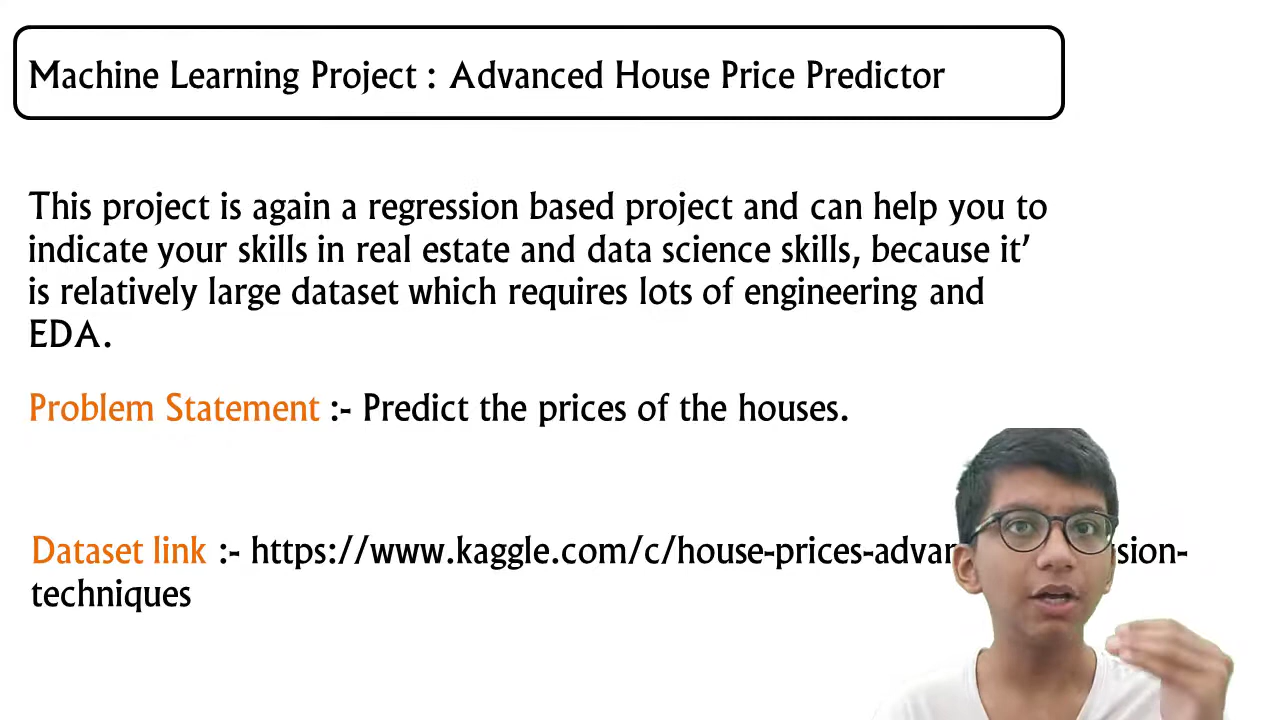 Machine Learning Project : Advanced House Price Predictor
This project is again a regression based project and can help you to
indicate your skills in real estate and data science skills, because it’
is relatively large dataset which requires lots of engineering and
EDA.
Problem Statement :- Predict the prices of the houses.
Dataset link :- https://www.kaggle.com/c/house-prices-advan sion-
techniques